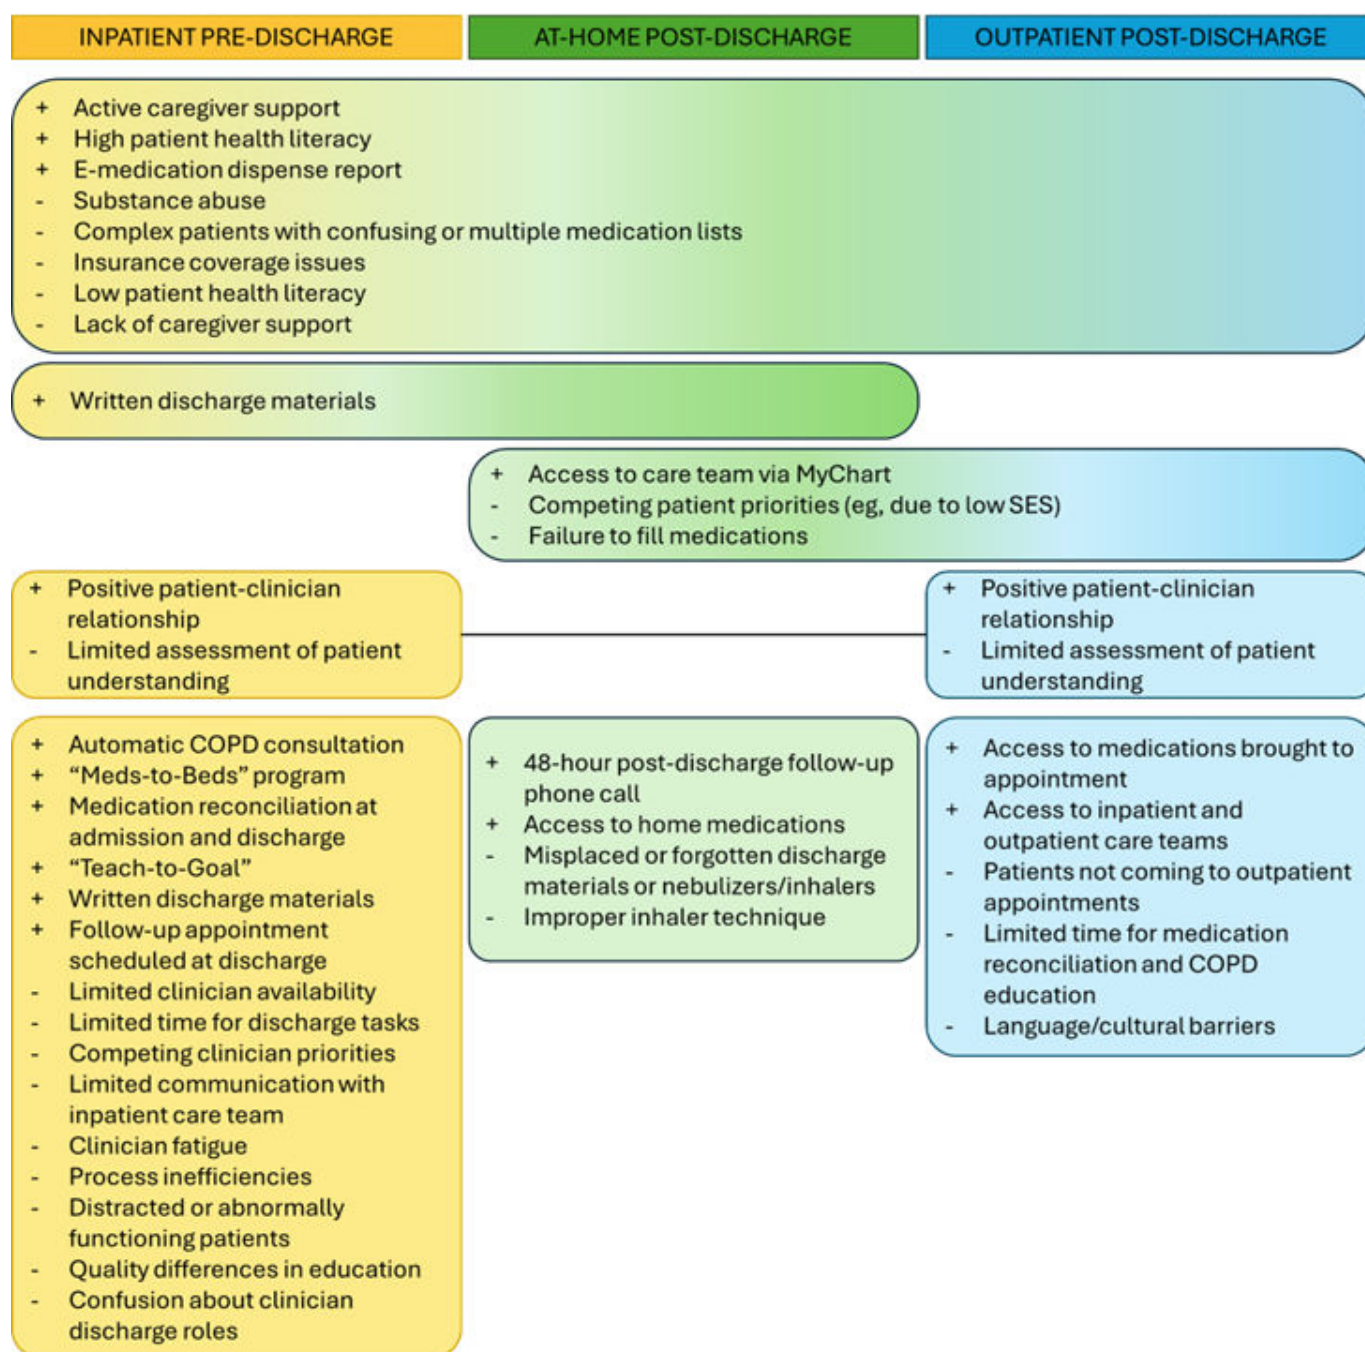 INPATIENT PRE-DISCHARGE
AT-HOME POST-DISCHARGE
OUTPATIENT POST-DISCHARGE
+ Active caregiver support
+ High patient health literacy
+ E-medication dispense report
- Substance abuse
- Complex patients with confusing or multiple medication lists
- Insurance coverage issues
- Low patient health literacy
- Lack of caregiver support
+ Written discharge materials
+ Access to care team via MyChart
- Competing patient priorities (eg, due to low SES)
- Failure to fill medications
+ Positive patient-clinician
relationship
- Limited assessment of patient
understanding
+ Positive patient-clinician
relationship
- Limited assessment of patient
understanding
+ Automatic COPD consultation
+ “Meds-to-Beds” program
+ Medication reconciliation at
admission and discharge
+ “Teach-to-Goal”
+ Written discharge materials
+ Follow-up appointment
scheduled at discharge
- Limited clinician availability
- Limited time for discharge tasks
- Competing clinician priorities
- Limited communication with
inpatient care team
- Clinician fatigue
- Process inefficiencies
- Distracted or abnormally
functioning patients
- Quality differences in education
- Confusion about clinician
discharge roles
+ 48-hour post-discharge follow-up
phone call
+ Access to home medications
- Misplaced or forgotten discharge
materials or nebulizers/inhalers
- Improper inhaler technique
+ Access to medications brought to
appointment
+ Access to inpatient and
outpatient care teams
- Patients not coming to outpatient
appointments
- Limited time for medication
reconciliation and COPD
education
- Language/cultural barriers